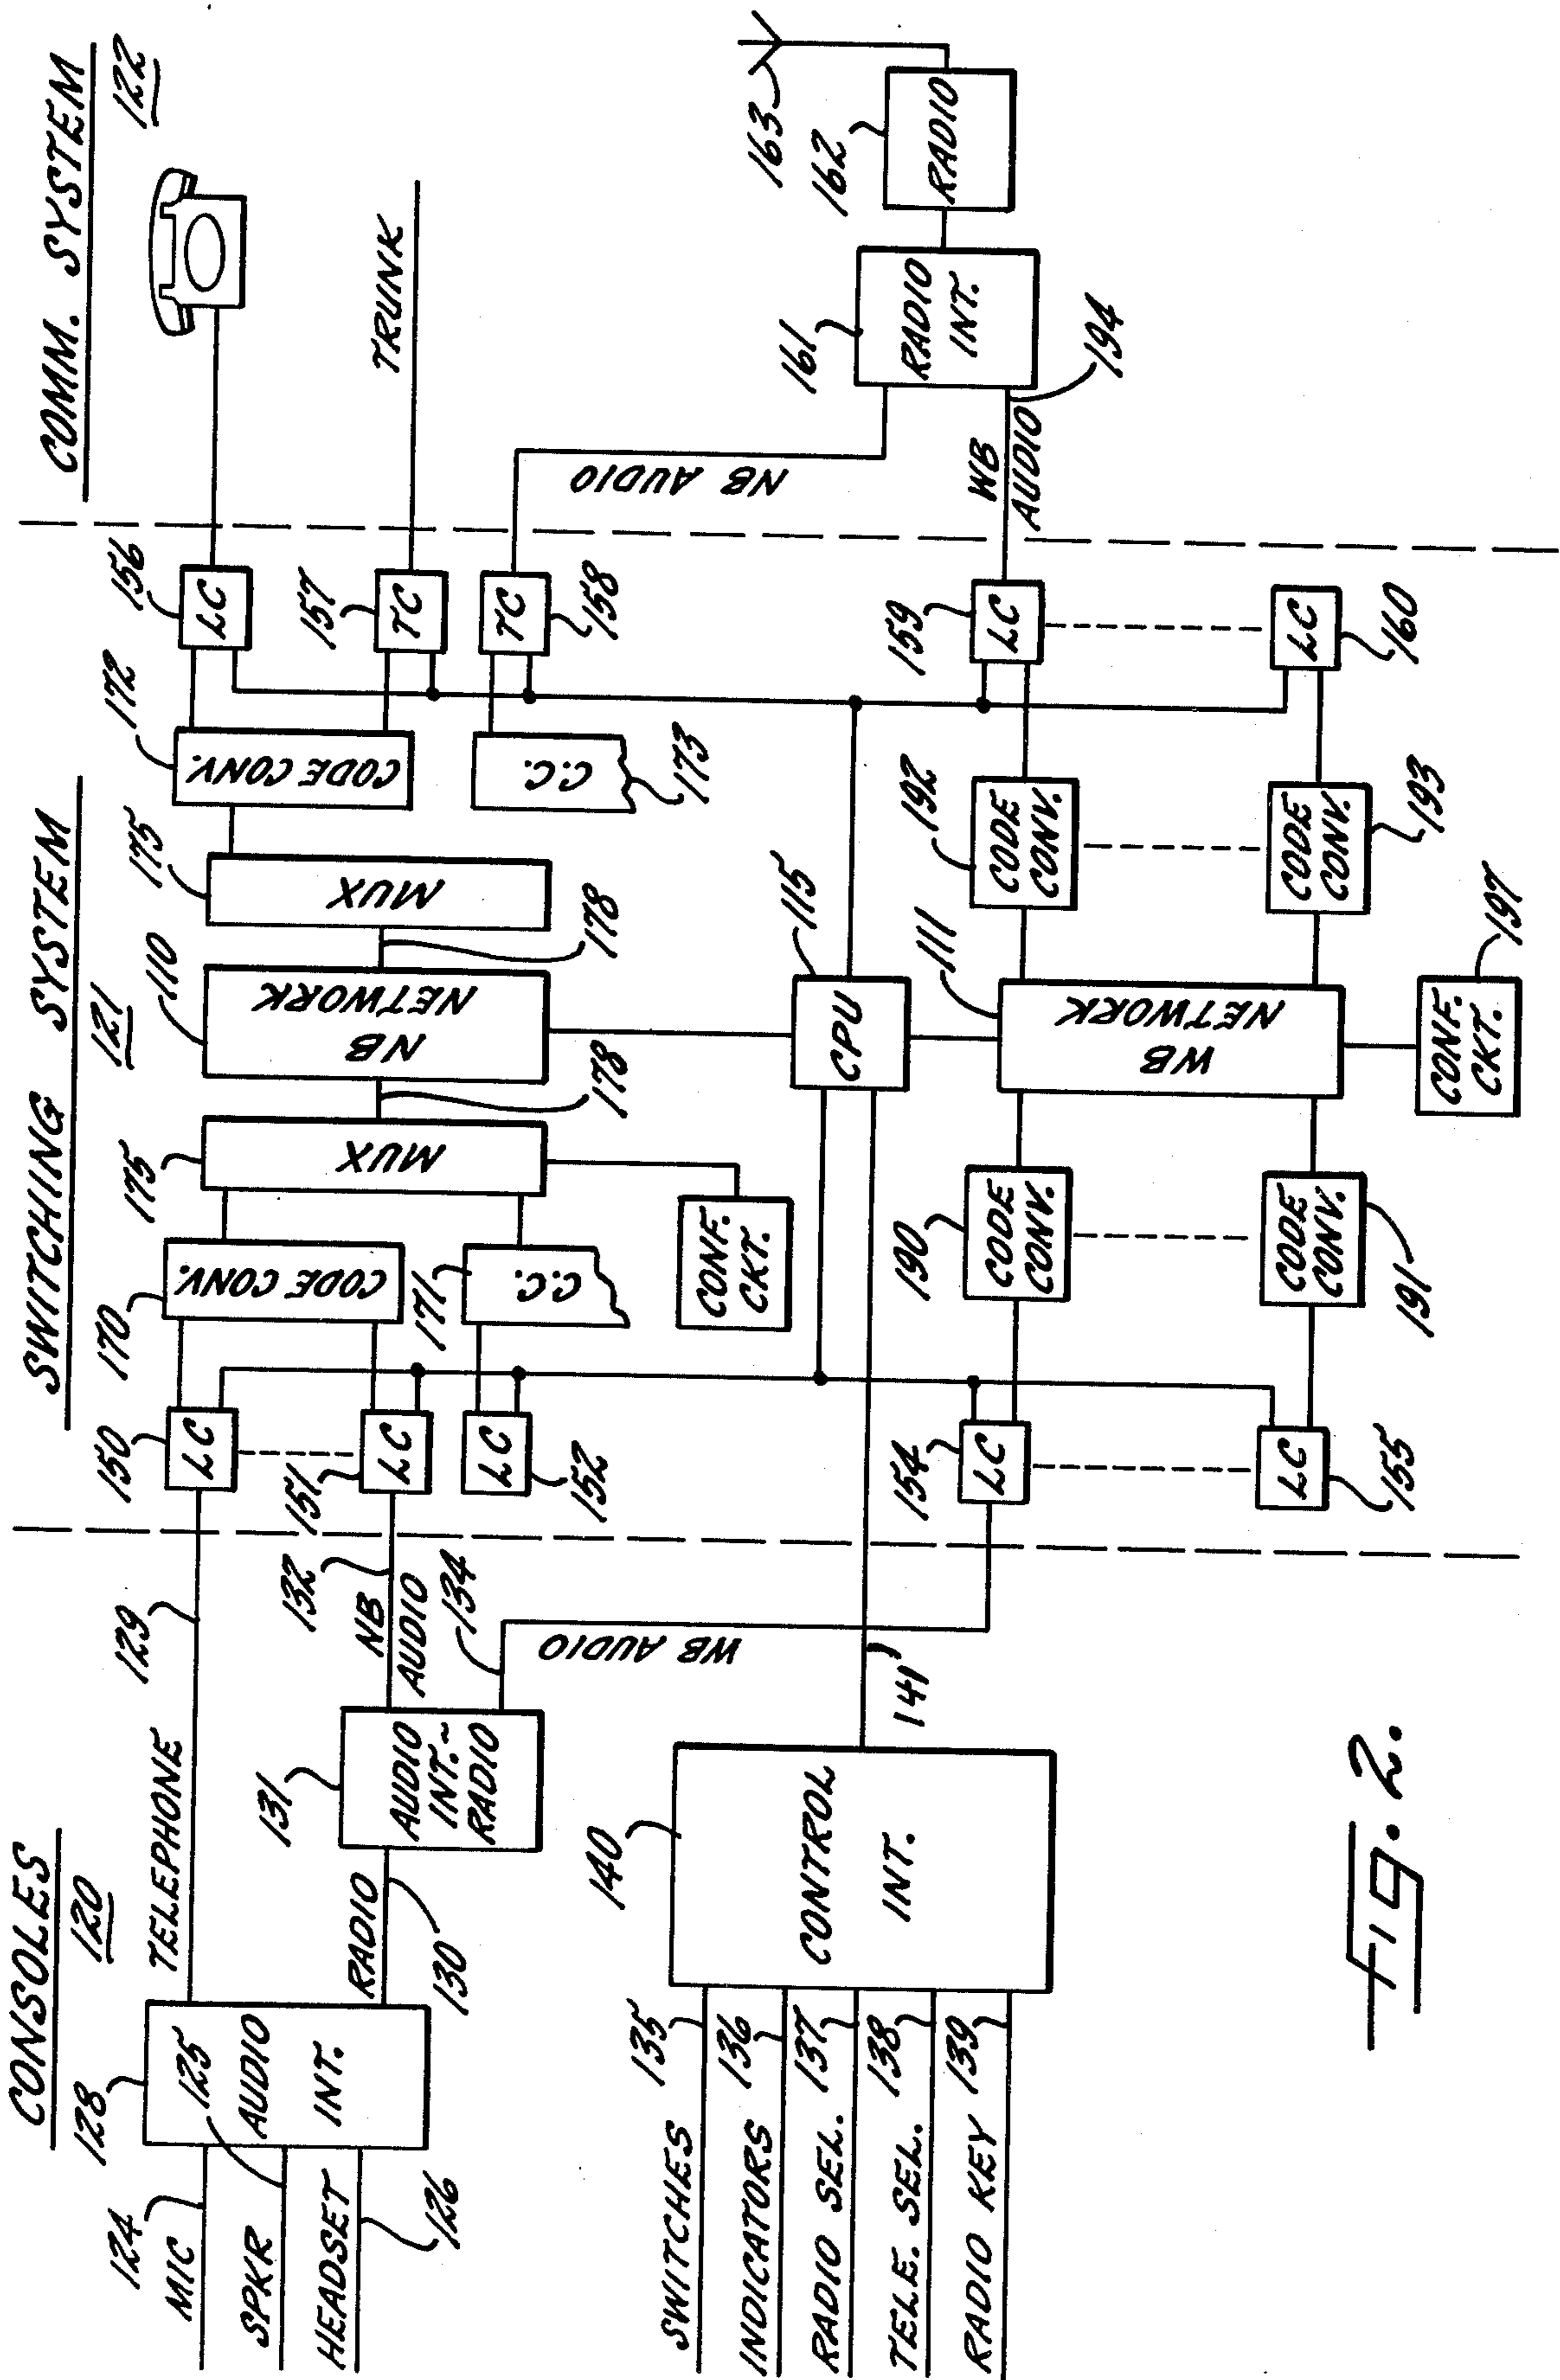 CONSOLES
120
SWITCHING SYSTEM
121
COMM. SYSTEM
122
124
MIC
SPKR
125
HEADSET
126
128
AUDIO
INT.
TELEPHONE
129
RADIO
130
131
AUDIO
INT.-
RADIO
132
NB
AUDIO
134
WB AUDIO
SWITCHES
135
INDICATORS
136
RADIO SEL.
137
TELE. SEL.
138
RADIO KEY
139
140
CONTROL
INT.
141
150
LC
151
LC
LC
152
154
LC
LC
155
170
CODE CONV.
171
C.C.
CONF.
CKT.
175
MUX
178
110
NB
NETWORK
178
175
MUX
172
CODE CONV.
C.C.
173
115
CPU
190
CODE
CONV.
CODE
CONV.
191
111
WB
NETWORK
CONF.
CKT.
197
192
CODE
CONV.
CODE
CONV.
193
156
LC
157
TC
TC
158
159
LC
LC
160
TRUNK
NB AUDIO
WB
AUDIO
194
161
RADIO
INT.
162
RADIO
163
FIG. 2.